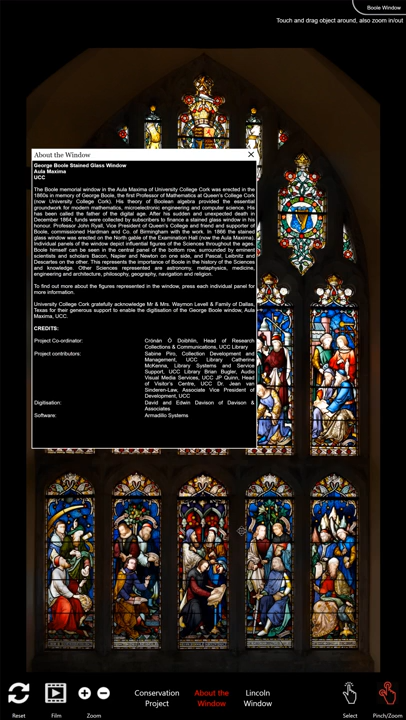 Boole Window
Touch and drag object around, also zoom in/out
About the Window
George Boole Stained Glass Window
Aula Maxima
UCC
The Boole memorial window in the Aula Maxima of University College Cork was erected in the
1860s in memory of George Boole, the first Professor of Mathematics at Queen's College Cork
(now University College Cork). His theory of Boolean algebra provided the essential
groundwork for modern mathematics, microelectronic engineering and computer science. He
has been called the father of the digital age. After his sudden and unexpected death in
December 1864, funds were collected by subscribers to finance a stained glass window in his
honour. Professor John Ryall, Vice President of Queen's College and friend and supporter of
Boole, commissioned Hardman and Co. of Birmingham with the work. In 1866 the stained
glass window was erected on the North gable of the Examination Hall (now the Aula Maxima).
Individual panels of the window depict influential figures of the Sciences throughout the ages.
Boole himself can be seen in the central panel of the bottom row, surrounded by eminent
scientists and scholars Bacon, Napier and Newton on one side, and Pascal, Leibnitz and
Descartes on the other. This represents the importance of Boole in the history of the Sciences
and knowledge. Other Sciences represented are astronomy, metaphysics, medicine,
engineering and architecture, philosophy, geography, navigation and religion.
To find out more about the figures represented in the window, press each individual panel for
more information.
University College Cork gratefully acknowledge Mr & Mrs. Waymon Levell & Family of Dallas,
Texas for their generous support to enable the digitisation of the George Boole window, Aula
Maxima, UCC.
CREDITS:
Project Co-ordinator: Crónán Ó Doibhlin, Head of Research
Collections & Communications, UCC Library
Project contributors: Sabine Piro, Collection Development and
Management, UCC Library Catherine
McKenna, Library Systems and Service
Support, UCC Library Brian Bugler, Audio
Visual Media Services, UCC JP Quinn, Head
of Visitor's Centre, UCC Dr. Jean van
Sinderen-Law, Associate Vice President of
Development, UCC
Digitilisation: David and Edwin Davison of Davison &
Associates
Software: Armadillo Systems
Reset
Film
Zoom
Conservation
Project
About the
Window
Lincoln
Window
Select
Pinch/Zoom